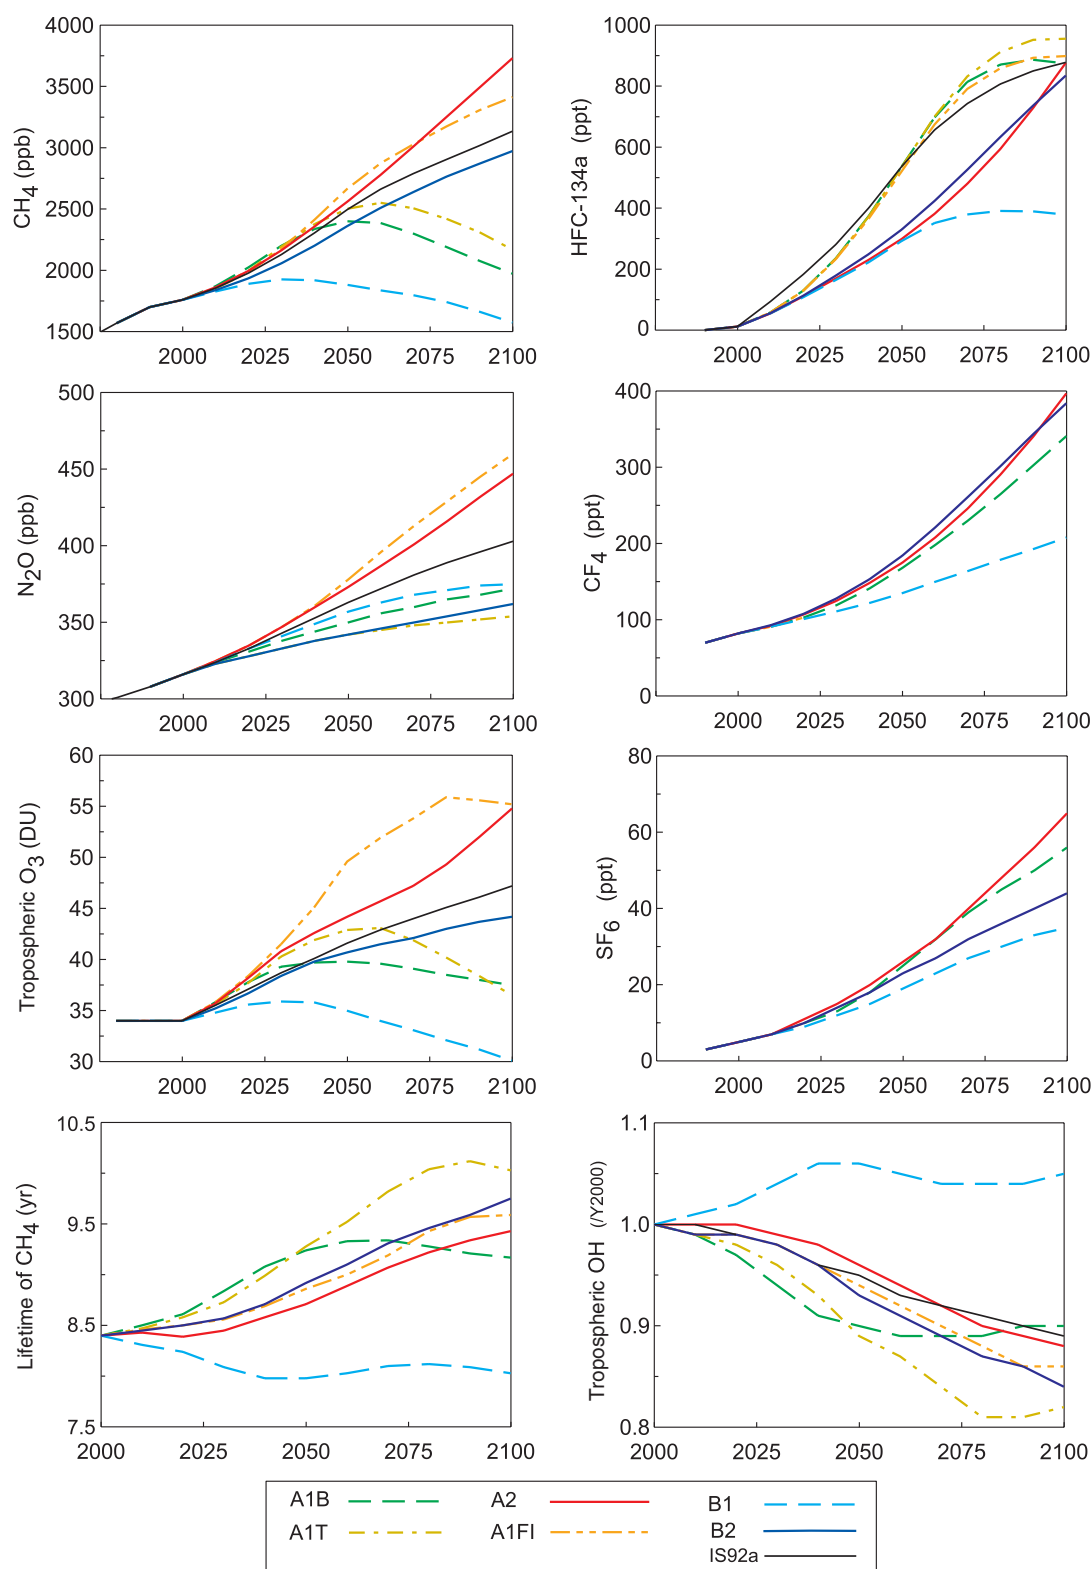 CH4 (ppb)
4000
3500
3000
2500
2000
1500
2000 2025 2050 2075 2100
HFC-134a (ppt)
1000
800
600
400
200
0
2000 2025 2050 2075 2100
N2O (ppb)
500
450
400
350
300
2000 2025 2050 2075 2100
CF4 (ppt)
400
300
200
100
0
2000 2025 2050 2075 2100
Tropospheric O3 (DU)
60
55
50
45
40
35
30
2000 2025 2050 2075 2100
SF6 (ppt)
80
60
40
20
0
2000 2025 2050 2075 2100
Lifetime of CH4 (yr)
10.5
9.5
8.5
7.5
2000 2025 2050 2075 2100
Tropospheric OH (/Y2000)
1.1
1.0
0.9
0.8
2000 2025 2050 2075 2100
A1B A2 B1
A1T A1FI B2
IS92a